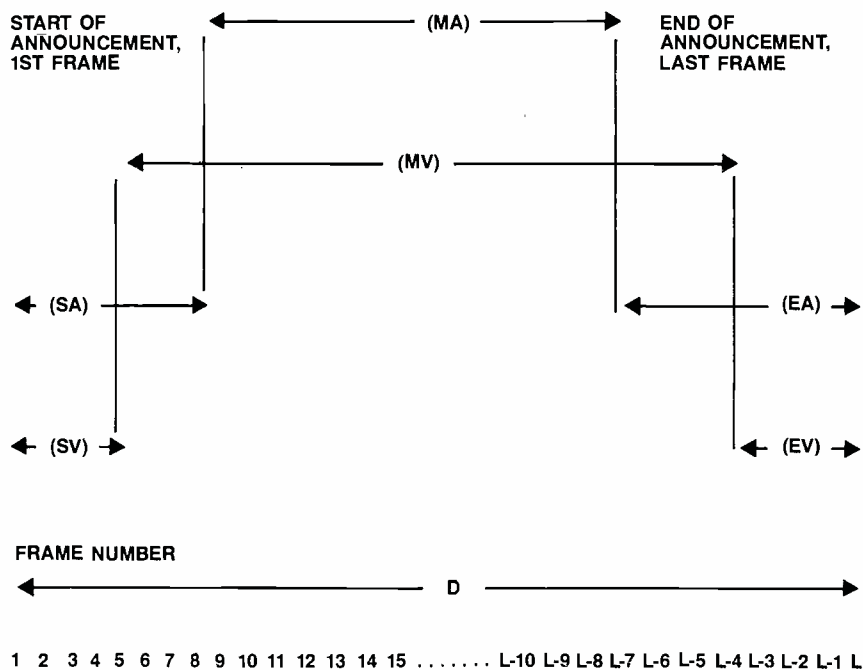 START OF
ANNOUNCEMENT,
1ST FRAME
(MA)
END OF
ANNOUNCEMENT,
LAST FRAME
(MV)
(SA)
(EA)
(SV)
(EV)
FRAME NUMBER
D
1 2 3 4 5 6 7 8 9 10 11 12 13 14 15 ....... L-10 L-9 L-8 L-7 L-6 L-5 L-4 L-3 L-2 L-1 L